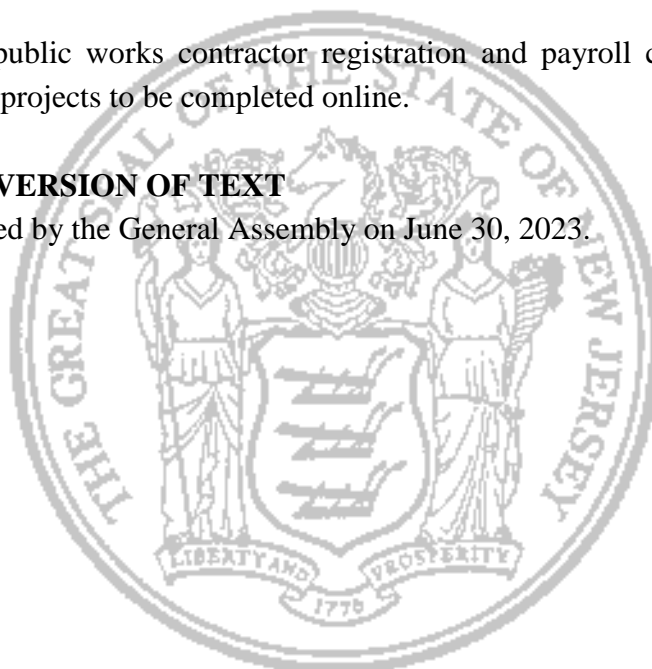 public works contractor registration and payroll
projects to be completed online.
VERSION OF TEXT
ed by the General Assembly on June 30, 2023.
THE GREAT SEAL OF THE STATE OF NEW JERSEY
LIBERTY AND PROSPERITY
1776